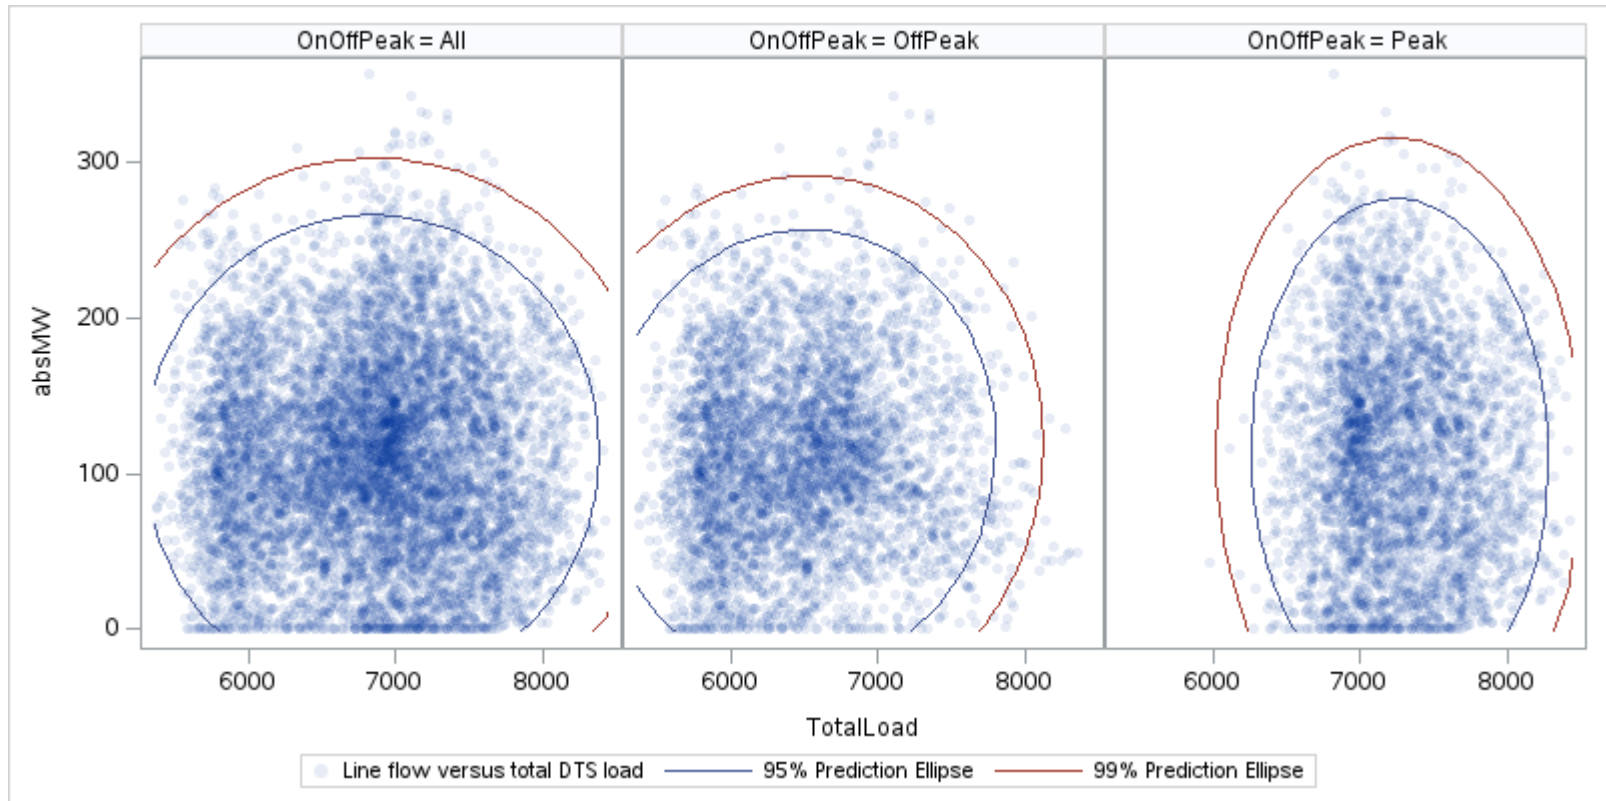 OnOffPeak = All
OnOffPeak = OffPeak
OnOffPeak = Peak
absMW
300
200
100
0
6000 7000 8000
6000 7000 8000
6000 7000 8000
TotalLoad
Line flow versus total DTS load 95% Prediction Ellipse 99% Prediction Ellipse